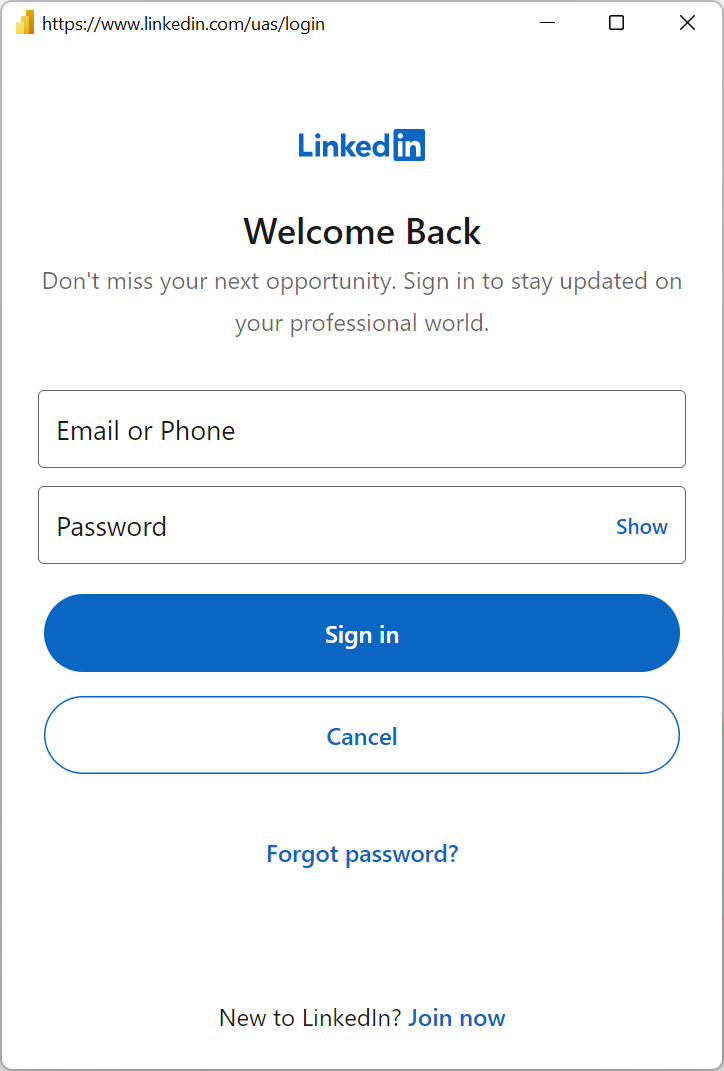 https://www.linkedin.com/uas/login
Linkedin
Welcome Back
Don't miss your next opportunity. Sign in to stay updated on
your professional world.
Email or Phone
Password Show
Sign in
Cancel
Forgot password?
New to LinkedIn? Join now